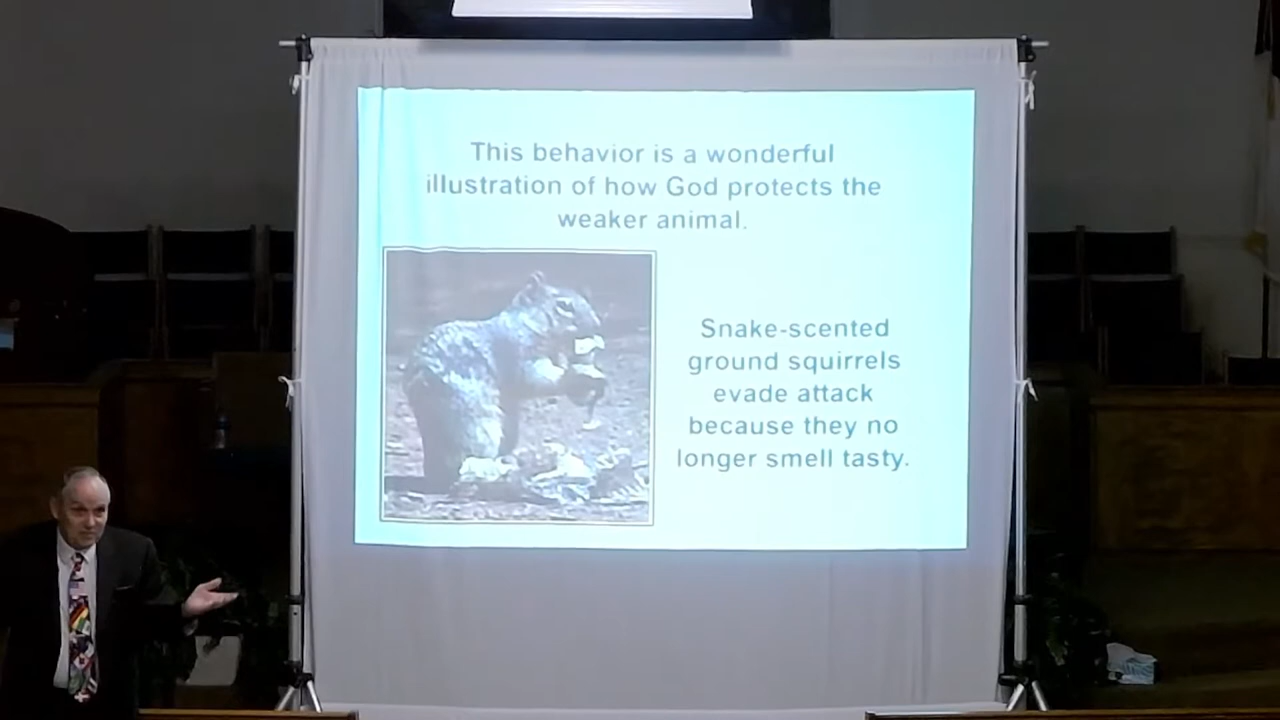 This behavior is a wonderful
illustration of how God protects the
weaker animal.
Snake-scented
ground squirrels
evade attack
because they no
longer smell tasty.